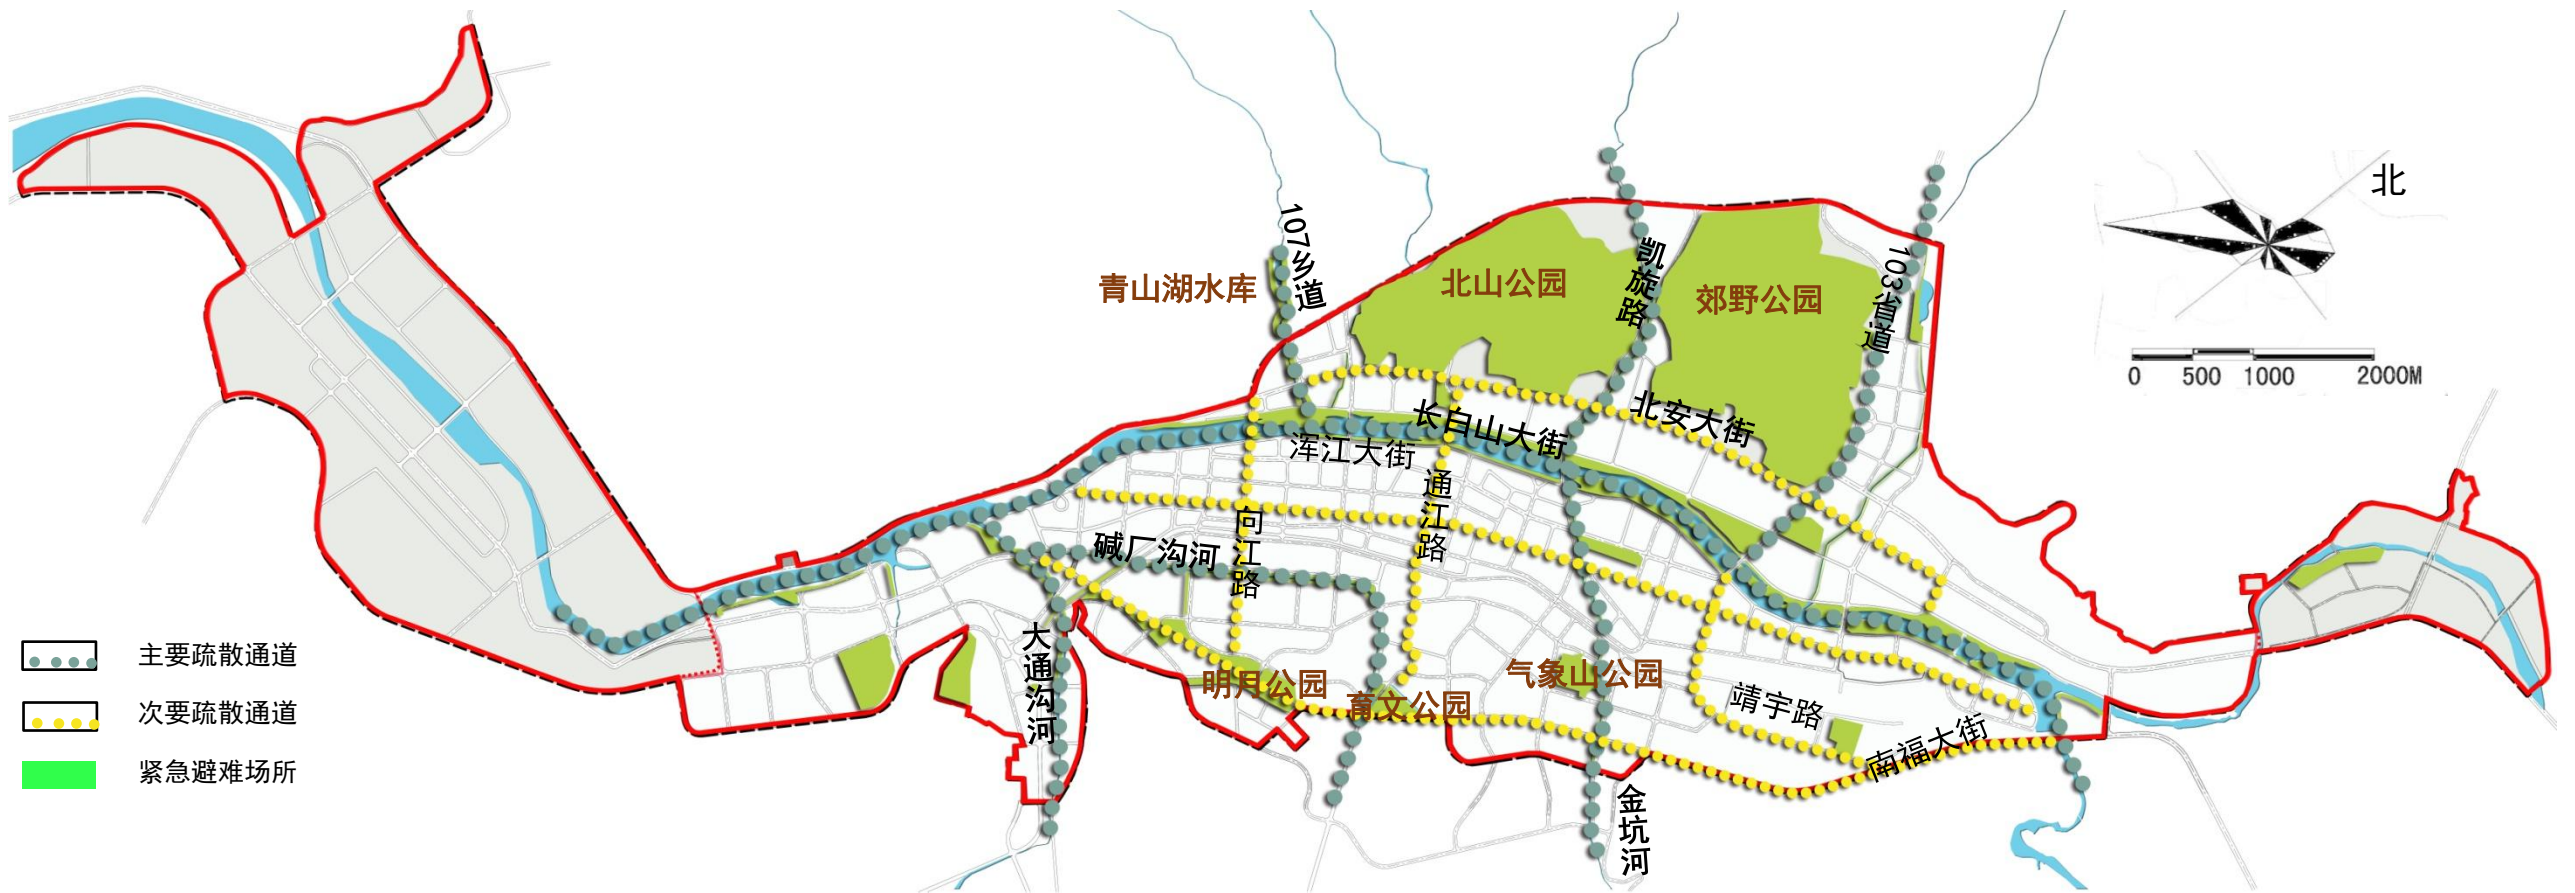 北
107乡道
凯旋路
103省道
青山湖水库
北山公园
郊野公园
0 500 1000 2000M
长白山大街
北安大街
浑江大街
通江路
向江路
碱厂沟河
大通沟河
明月公园
南文公园
气象山公园
靖宇路
南福大街
金坑河
主要疏散通道
次要疏散通道
紧急避难场所